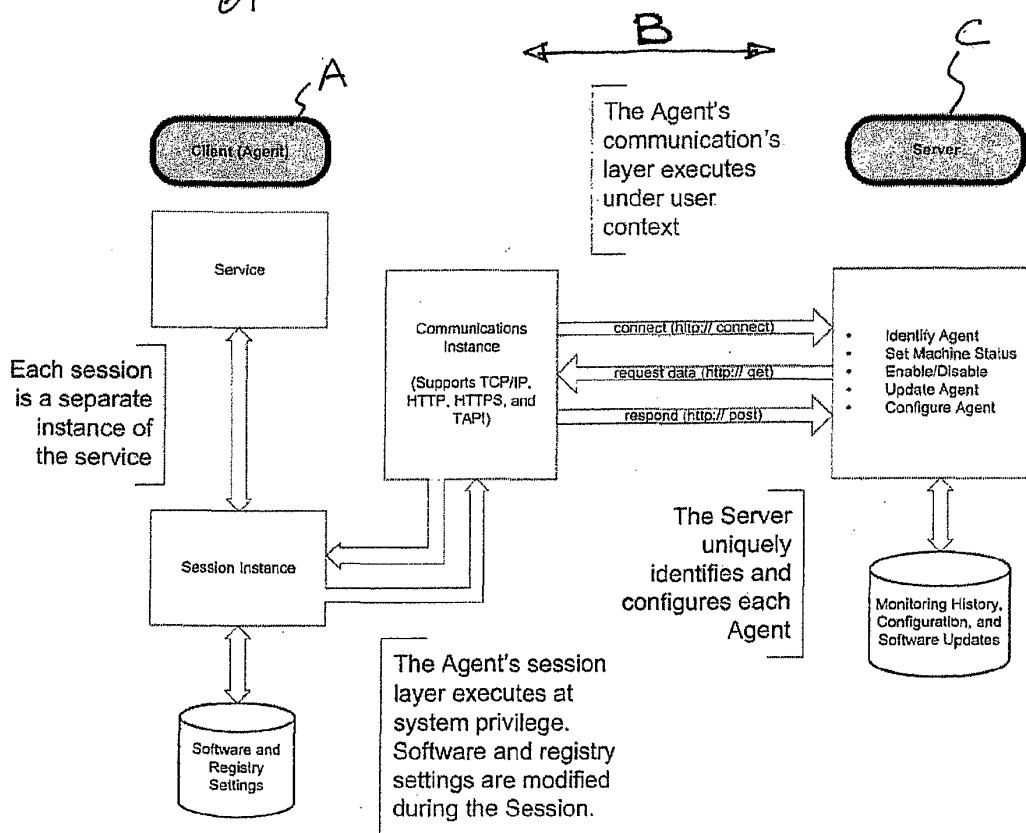 B
C
A
Client (Agent)
The Agent's
communication's
layer executes
under user
context
Server
Service
Each session
is a separate
instance of
the service
Communications
Instance
(Supports TCP/IP,
HTTP, HTTPS, and
TAPI)
connect (http:// connect)
request data (http:// get)
respond (http:// post)
• Identify Agent
• Set Machine Status
• Enable/Disable
• Update Agent
• Configure Agent
Session Instance
The Server
uniquely
identifies and
configures each
Agent
Monitoring History,
Configuration, and
Software Updates
Software and
Registry
Settings
The Agent's session
layer executes at
system privilege.
Software and registry
settings are modified
during the Session.